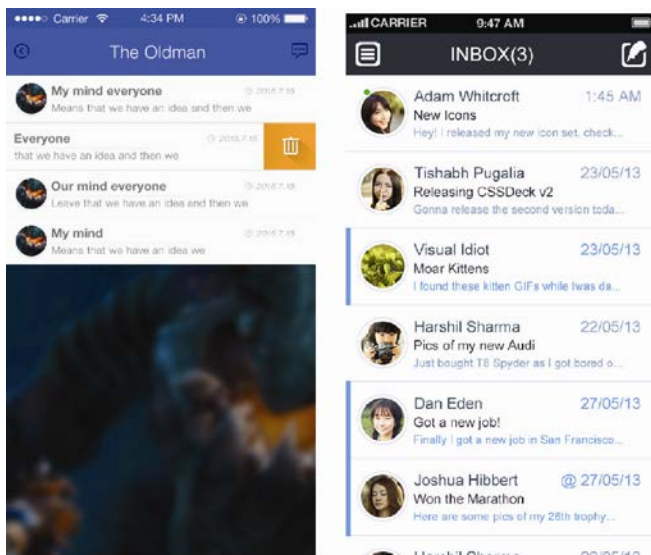 Carrier 4:34 PM 100%
The Oldman
My mind everyone 2015.7.15
Means that we have an idea and then we
Everyone 2015.7.15
that we have an idea and then we
Our mind everyone 2015.7.15
Leave that we have an idea and then we
My mind 2015.7.15
Means that we have an idea we
CARRIER 9:47 AM
INBOX(3)
Adam Whitcroft 1:45 AM
New Icons
Hey! I released my new icon set, check...
Tishabh Pugalia 23/05/13
Releasing CSSDeck v2
Gonna release the second version toda...
Visual Idiot 23/05/13
Moar Kittens
I found these kitten GIFs while Iwas da...
Harshil Sharma 22/05/13
Pics of my new Audi
Just bought T8 Spyder as I got bored o...
Dan Eden 27/05/13
Got a new job!
Finally I got a new job in San Francisco...
Joshua Hibbert @ 27/05/13
Won the Marathon
Here are some pics of my 28th trophy...